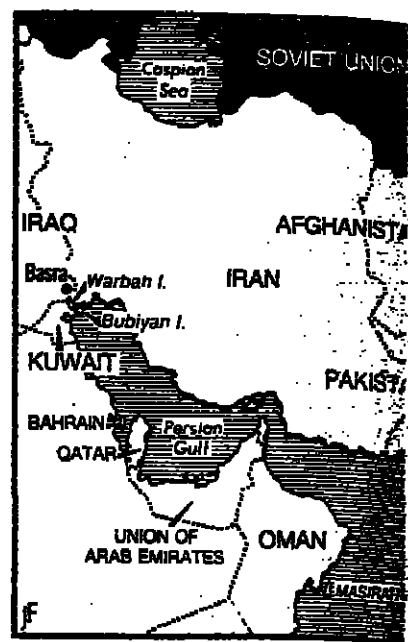 Caspian
Sea
SOVIET UNION
IRAQ
AFGHANISTA
Basra
Warbah I.
IRAN
Bubiyan I.
KUWAIT
PAKIST
BAHRAIN
Persian
Gulf
QATAR
UNION OF
ARAB EMIRATES
OMAN